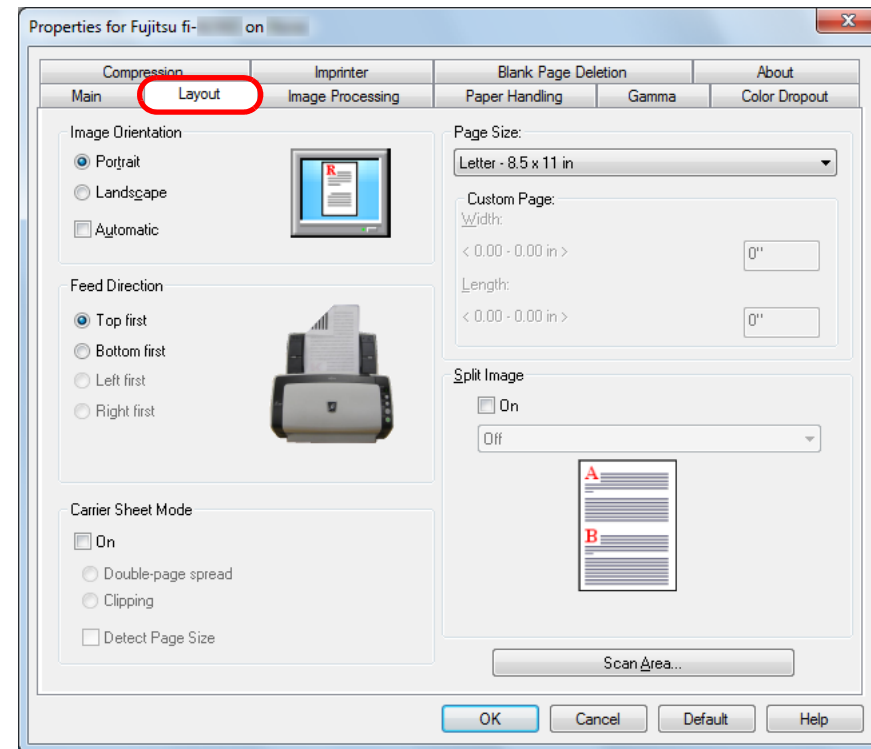 Properties for Fujitsu fi- on
Compression Imprinter Blank Page Deletion About
Main Layout Image Processing Paper Handling Gamma Color Dropout
Image Orientation
Portrait
Landscape
Automatic
R
Feed Direction
Top first
Bottom first
Left first
Right first
Carrier Sheet Mode
On
Double-page spread
Clipping
Detect Page Size
Page Size:
Letter - 8.5 x 11 in
Custom Page:
Width:
< 0.00 - 0.00 in > 0''
Length:
< 0.00 - 0.00 in > 0''
Split Image
On
Off
A
B
Scan Area...
OK Cancel Default Help